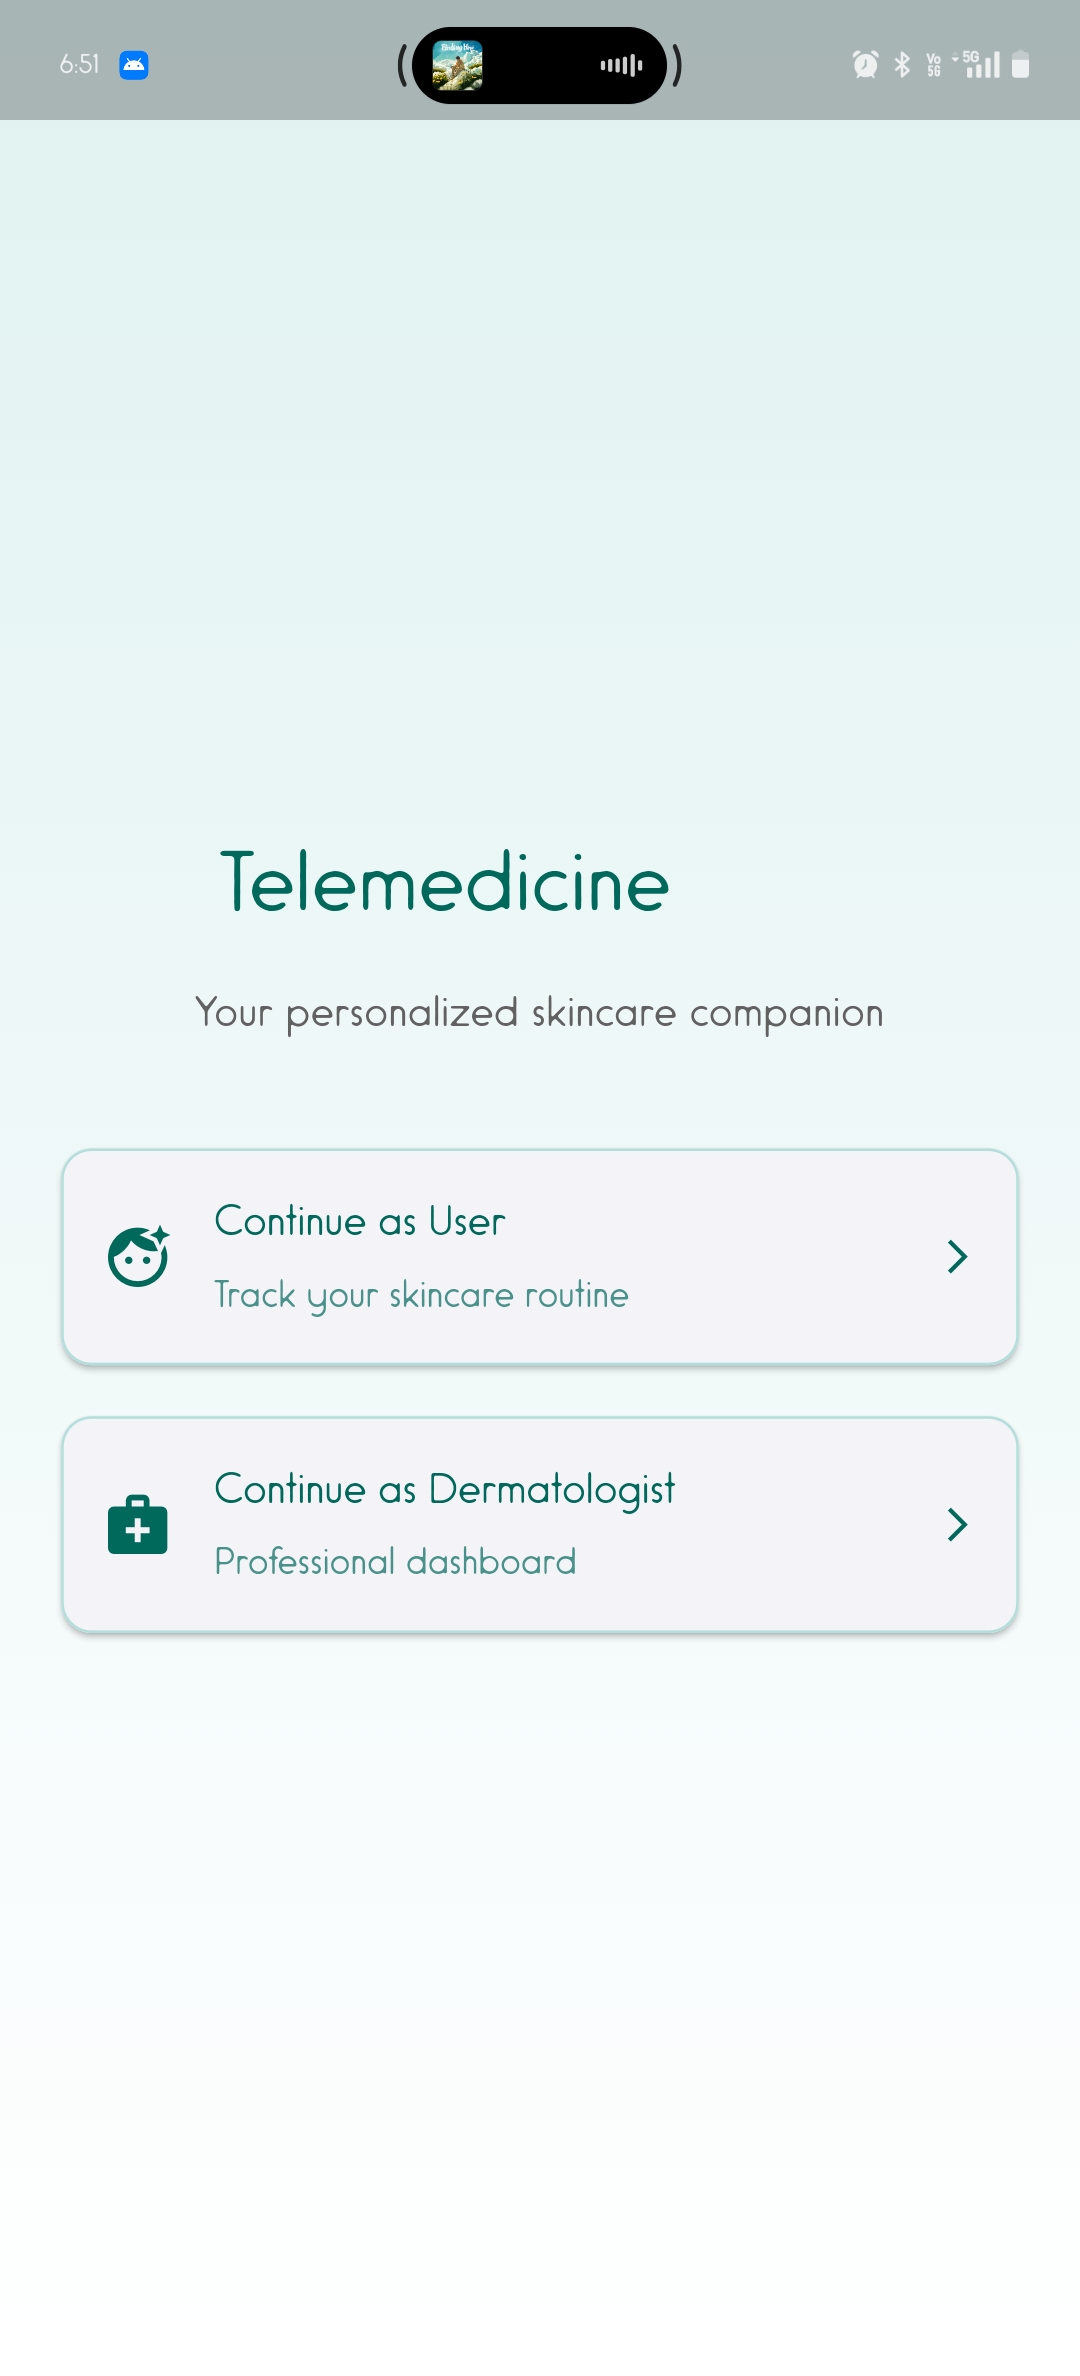 6:51
Vo
5G
5G
Telemedicine
Your personalized skincare companion
Continue as User
Track your skincare routine
Continue as Dermatologist
Professional dashboard